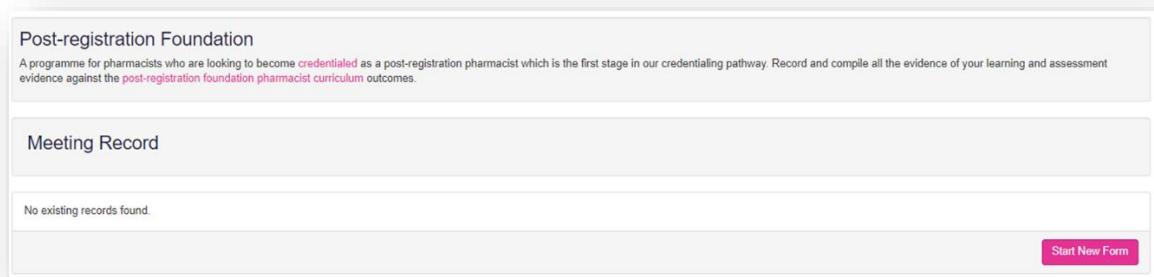 Post-registration Foundation
A programme for pharmacists who are looking to become credentialed as a post-registration pharmacist which is the first stage in our credentialing pathway. Record and compile all the evidence of your learning and assessment
evidence against the post-registration foundation pharmacist curriculum outcomes.
Meeting Record
No existing records found.
Start New Form